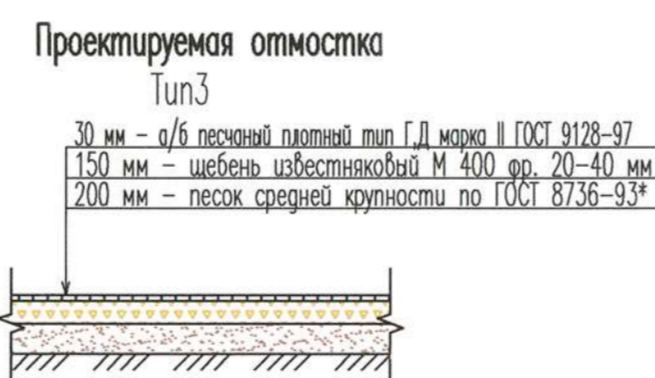 Проектируемая отмостка
Тип3
30 мм – а/б песчаный плотный тип Г,Д марка II ГОСТ 9128-97
150 мм – щебень известняковый М 400 фр. 20-40 мм
200 мм – песок средней крупности по ГОСТ 8736-93*